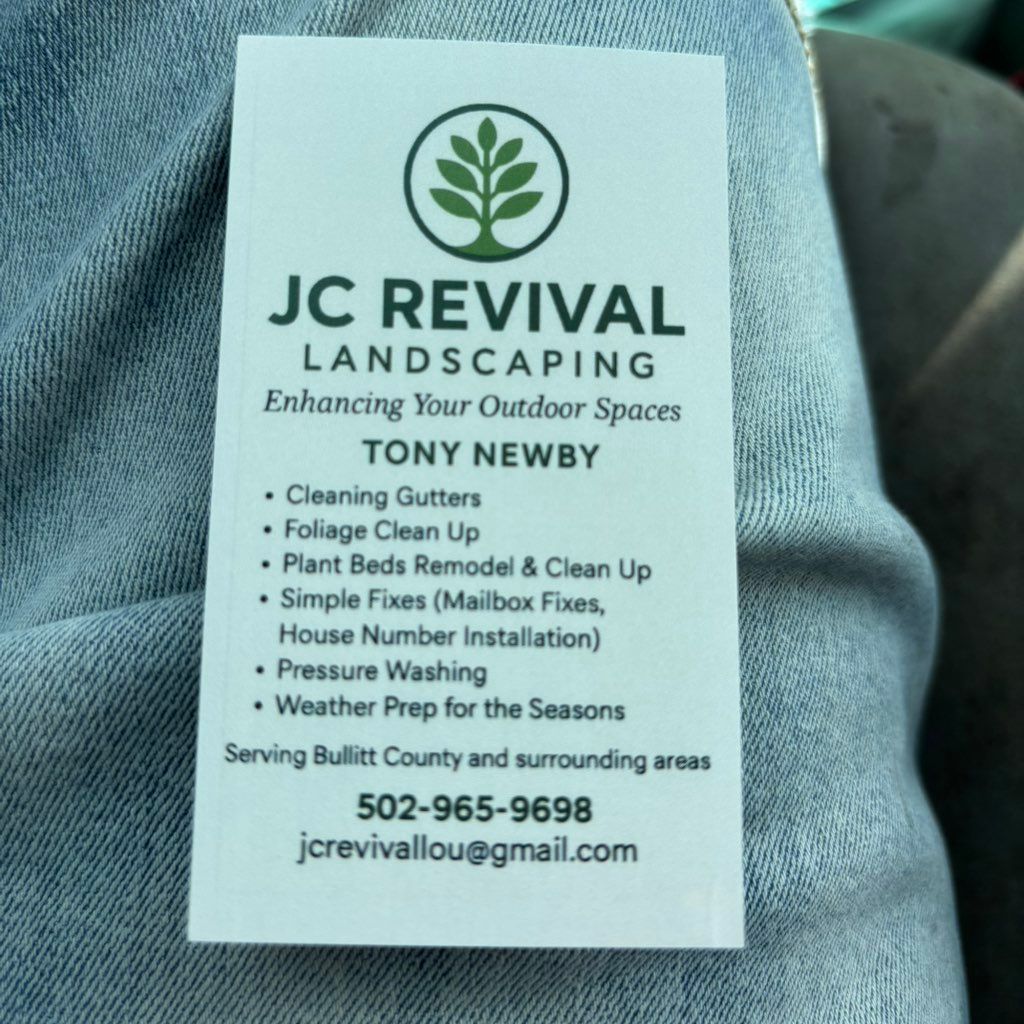 JC REVIVAL
LANDSCAPING
Enhancing Your Outdoor Spaces
TONY NEWBY
• Cleaning Gutters
• Foliage Clean Up
• Plant Beds Remodel & Clean Up
• Simple Fixes (Mailbox Fixes,
House Number Installation)
• Pressure Washing
• Weather Prep for the Seasons
Serving Bullitt County and surrounding areas
502-965-9698
jcrevivallou@gmail.com